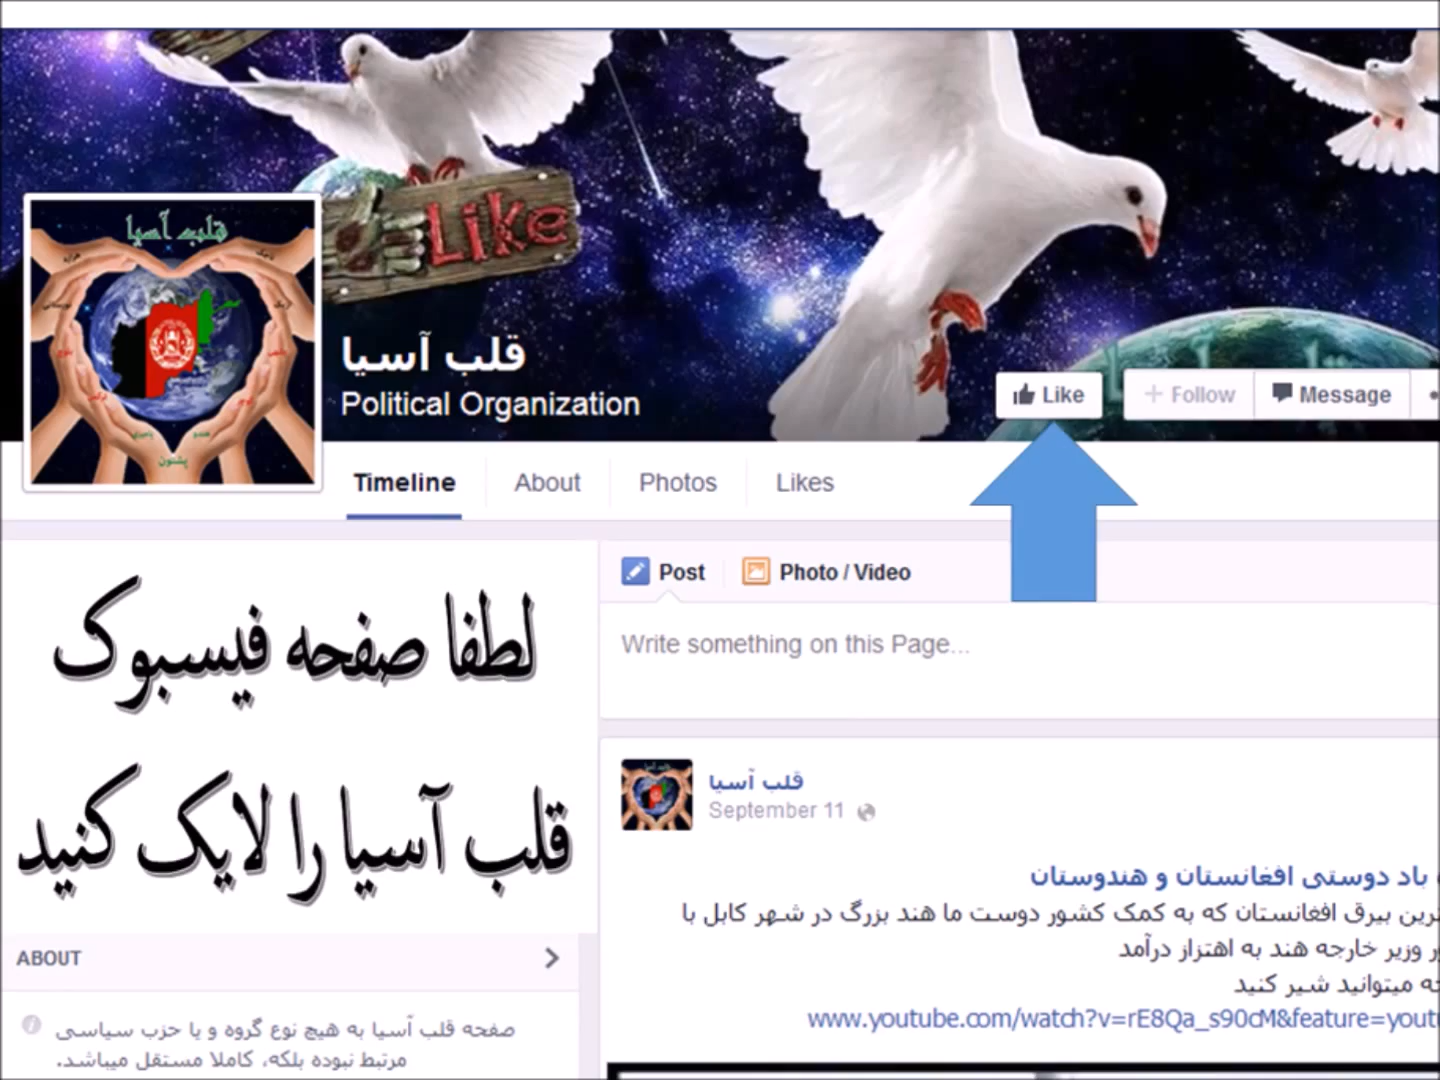 Like
قلب آسیا
پشتون
قلب آسیا
Political Organization
Like
Follow
Message
Timeline
About
Photos
Likes
لطفا صفحه فیسبوک
قلب آسیا را لایک کنید
ABOUT
صفحه قلب آسیا به هیچ نوع گروه و یا حزب سیاسی
مرتبط نبوده بلکه، کاملا مستقل میباشد.
Post
Photo / Video
Write something on this Page...
قلب آسیا
September 11
باد دوستی افغانستان و هندوستان
بیرق افغانستان که به کمک کشور دوست ما هند بزرگ در شهر کابل با
وزیر خارجه هند به اهتزاز درآمد
میتوانید شیر کنید
www.youtube.com/watch?v=rE8Qa_s90cM&feature=yout